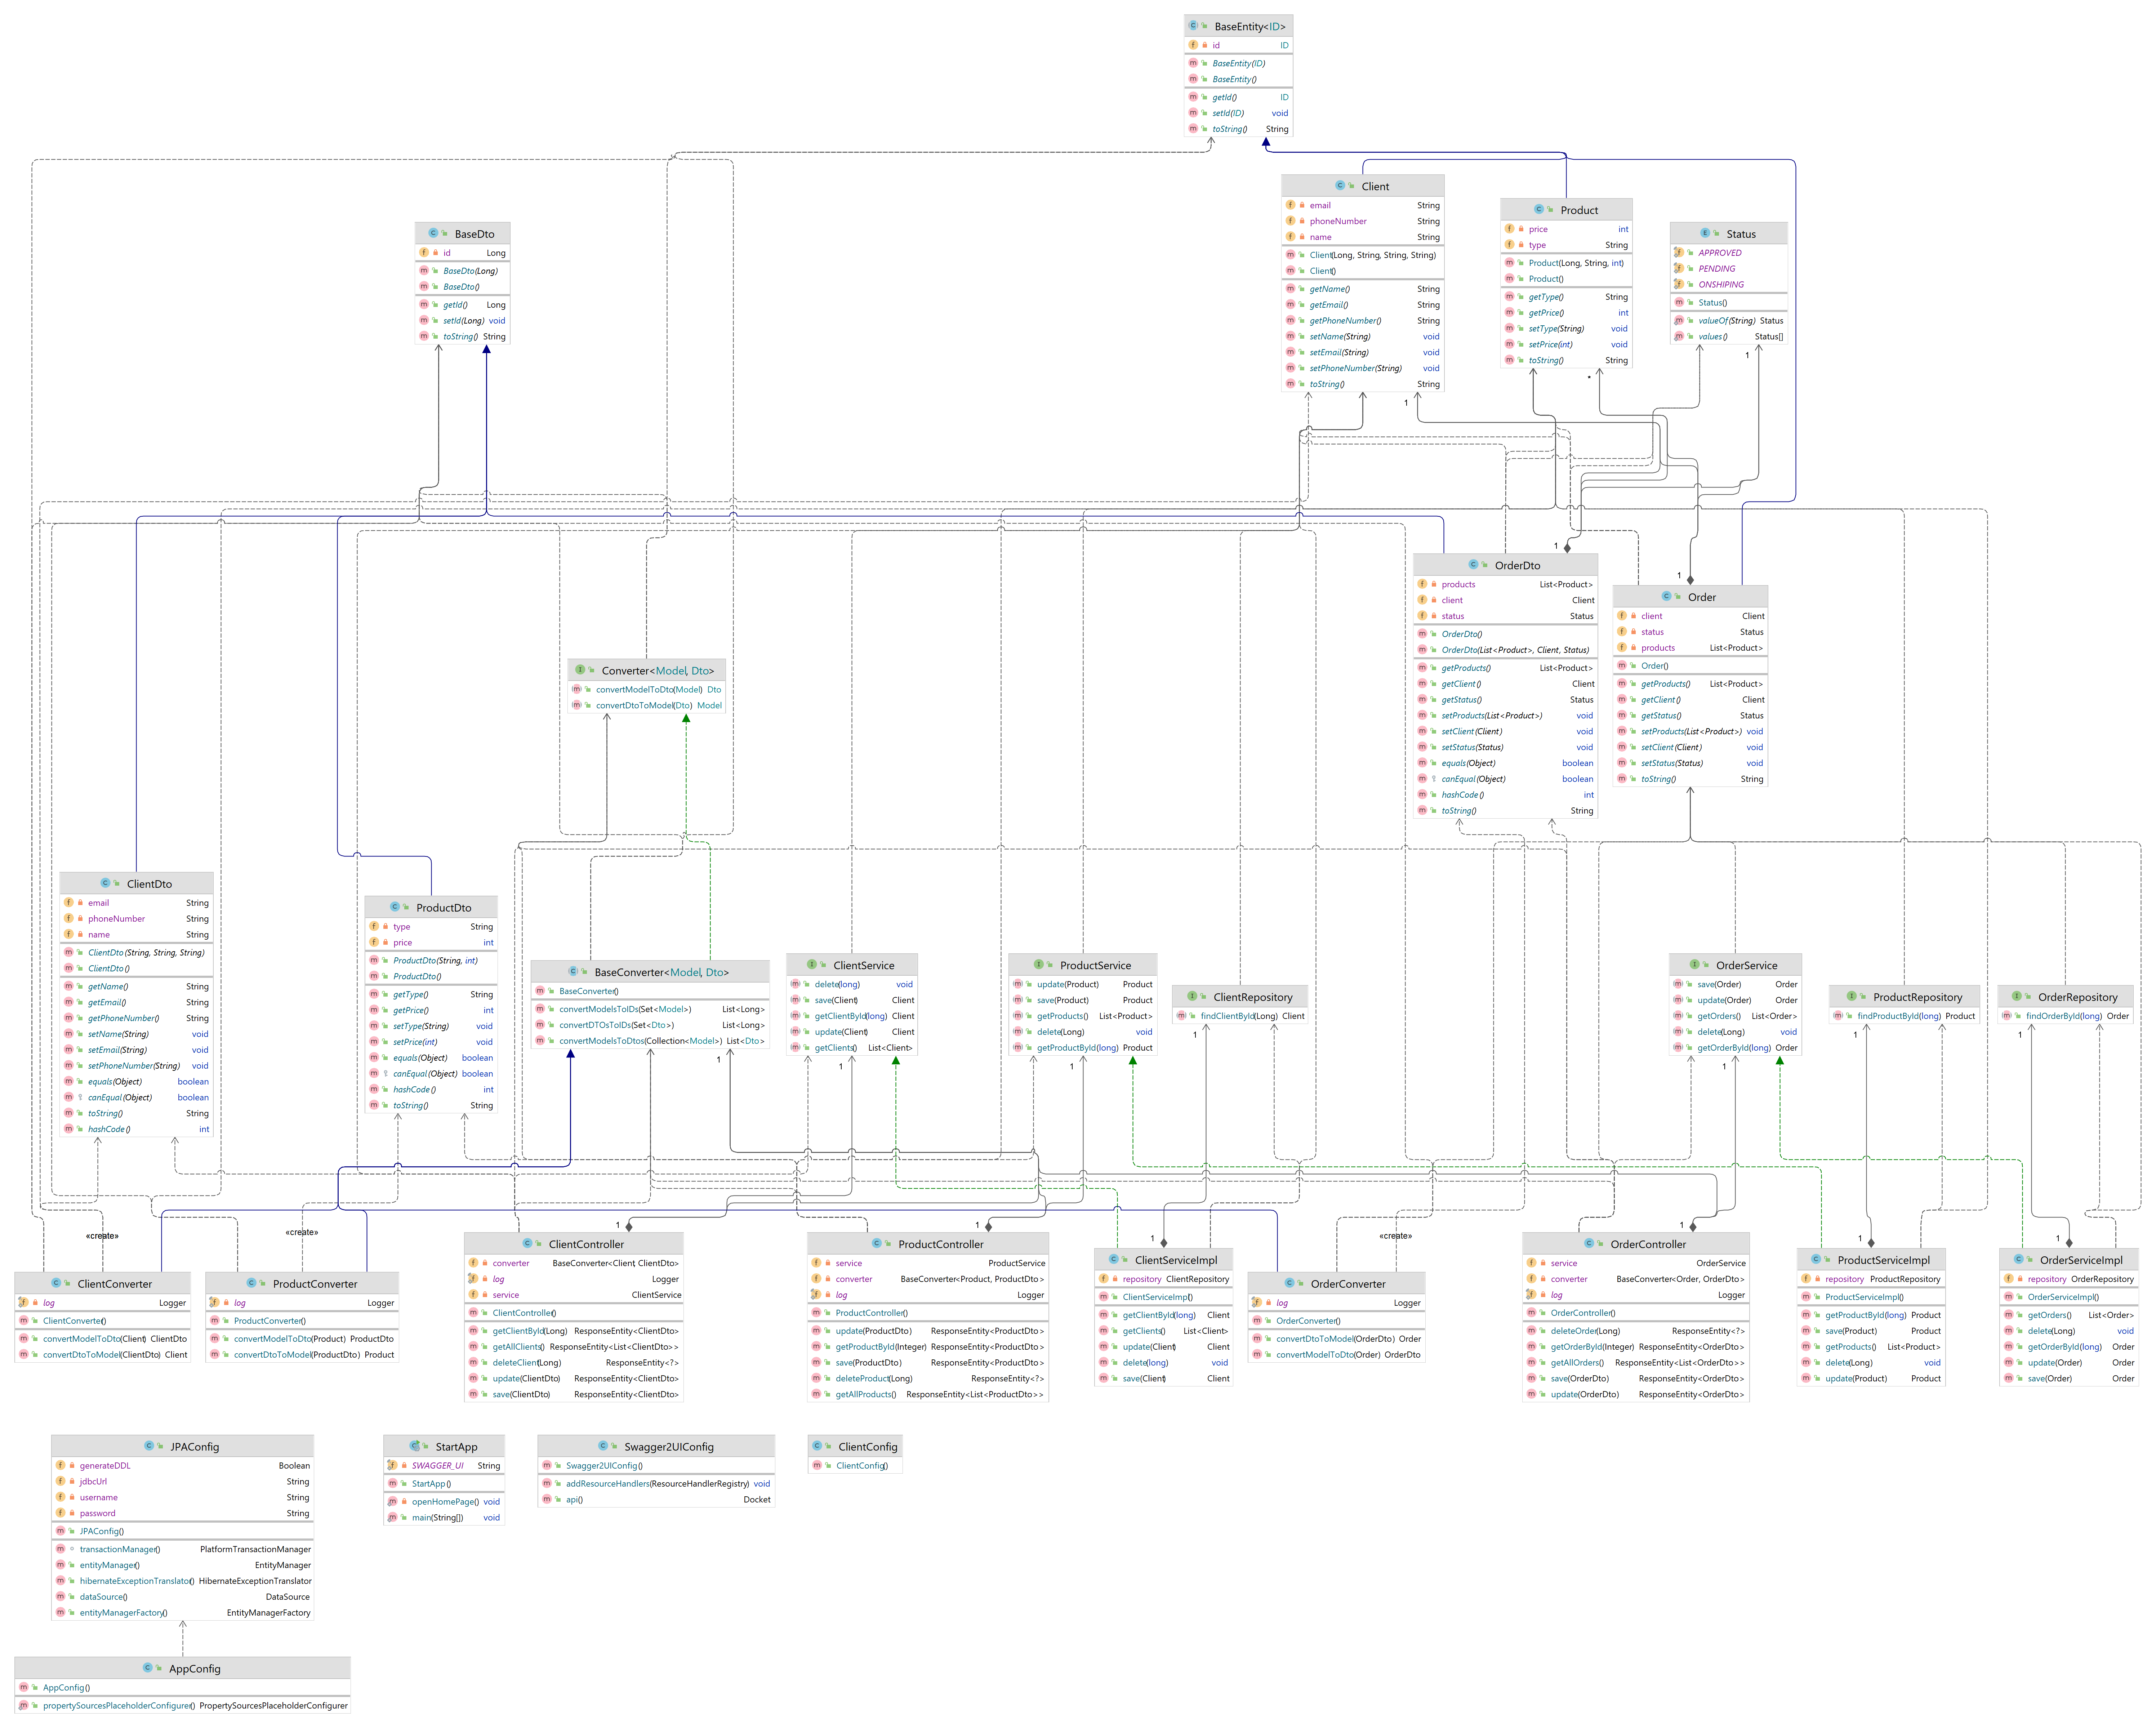 BaseEntity<ID>
id ID
BaseEntity(ID)
BaseEntity()
getId() ID
setId(ID) void
toString() String
Client
email String
phoneNumber String
name String
Client(Long, String, String, String)
Client()
getName() String
getEmail() String
getPhoneNumber() String
setName(String) void
setEmail(String) void
setPhoneNumber(String) void
toString() String
1
Product
price int
type String
Product(Long, String, int)
Product()
getType() String
getPrice() int
setType(String) void
setPrice(int) void
toString() String
*
Status
APPROVED
PENDING
ONSHIPING
Status()
valueOf(String) Status
values() Status[]
1
BaseDto
id Long
BaseDto(Long)
BaseDto()
getId() Long
setId(Long) void
toString() String
1
OrderDto
products List<Product>
client Client
status Status
OrderDto()
OrderDto(List<Product>, Client, Status)
getProducts() List<Product>
getClient() Client
getStatus() Status
setProducts(List<Product>) void
setClient(Client) void
setStatus(Status) void
equals(Object) boolean
canEqual(Object) boolean
hashCode() int
toString() String
1
Order
client Client
status Status
products List<Product>
Order()
getProducts() List<Product>
getClient() Client
getStatus() Status
setProducts(List<Product>) void
setClient(Client) void
setStatus(Status) void
toString() String
Converter<Model, Dto>
convertModelToDto(Model) Dto
convertDtoToModel(Dto) Model
ClientDto
email String
phoneNumber String
name String
ClientDto(String, String, String)
ClientDto()
getName() String
getEmail() String
getPhoneNumber() String
setName(String) void
setEmail(String) void
setPhoneNumber(String) void
equals(Object) boolean
canEqual(Object) boolean
toString() String
hashCode() int
ProductDto
type String
price int
ProductDto(String, int)
ProductDto()
getType() String
getPrice() int
setType(String) void
setPrice(int) void
equals(Object) boolean
canEqual(Object) boolean
hashCode() int
toString() String
BaseConverter<Model, Dto>
BaseConverter()
convertModelsToIDs(Set<Model>) List<Long>
convertDTOsToIDs(Set<Dto>) List<Long>
convertModelsToDtos(Collection<Model>) List<Dto>
1
ClientService
delete(long) void
save(Client) Client
getClientById(long) Client
update(Client) Client
getClients() List<Client>
1
ProductService
update(Product) Product
save(Product) Product
getProducts() List<Product>
delete(Long) void
getProductById(long) Product
1
ClientRepository
findClientById(Long) Client
1
OrderService
save(Order) Order
update(Order) Order
getOrders() List<Order>
delete(Long) void
getOrderById(long) Order
1
ProductRepository
findProductById(long) Product
1
OrderRepository
findOrderById(long) Order
1
«create»
«create»
«create»
ClientConverter
log Logger
ClientConverter()
convertModelToDto(Client) ClientDto
convertDtoToModel(ClientDto) Client
ProductConverter
log Logger
ProductConverter()
convertModelToDto(Product) ProductDto
convertDtoToModel(ProductDto) Product
1
ClientController
converter BaseConverter<Client, ClientDto>
log Logger
service ClientService
ClientController()
getClientById(Long) ResponseEntity<ClientDto>
getAllClients() ResponseEntity<List<ClientDto>>
deleteClient(Long) ResponseEntity<?>
update(ClientDto) ResponseEntity<ClientDto>
save(ClientDto) ResponseEntity<ClientDto>
1
ProductController
service ProductService
converter BaseConverter<Product, ProductDto>
log Logger
ProductController()
update(ProductDto) ResponseEntity<ProductDto>
getProductById(Integer) ResponseEntity<ProductDto>
save(ProductDto) ResponseEntity<ProductDto>
deleteProduct(Long) ResponseEntity<?>
getAllProducts() ResponseEntity<List<ProductDto>>
1
ClientServiceImpl
repository ClientRepository
ClientServiceImpl()
getClientById(long) Client
getClients() List<Client>
update(Client) Client
delete(long) void
save(Client) Client
OrderConverter
log Logger
OrderConverter()
convertDtoToModel(OrderDto) Order
convertModelToDto(Order) OrderDto
1
OrderController
service OrderService
converter BaseConverter<Order, OrderDto>
log Logger
OrderController()
deleteOrder(Long) ResponseEntity<?>
getOrderById(Integer) ResponseEntity<OrderDto>
getAllOrders() ResponseEntity<List<OrderDto>>
save(OrderDto) ResponseEntity<OrderDto>
update(OrderDto) ResponseEntity<OrderDto>
1
ProductServiceImpl
repository ProductRepository
ProductServiceImpl()
getProductById(long) Product
save(Product) Product
getProducts() List<Product>
delete(Long) void
update(Product) Product
1
OrderServiceImpl
repository OrderRepository
OrderServiceImpl()
getOrders() List<Order>
delete(Long) void
getOrderById(long) Order
update(Order) Order
save(Order) Order
JPAConfig
generateDDL Boolean
jdbcUrl String
username String
password String
JPAConfig()
transactionManager() PlatformTransactionManager
entityManager() EntityManager
hibernateExceptionTranslator() HibernateExceptionTranslator
dataSource() DataSource
entityManagerFactory() EntityManagerFactory
StartApp
SWAGGER_UI String
StartApp()
openHomePage() void
main(String[]) void
Swagger2UIConfig
Swagger2UIConfig()
addResourceHandlers(ResourceHandlerRegistry) void
api() Docket
ClientConfig
ClientConfig()
AppConfig
AppConfig()
propertySourcesPlaceholderConfigurer() PropertySourcesPlaceholderConfigurer